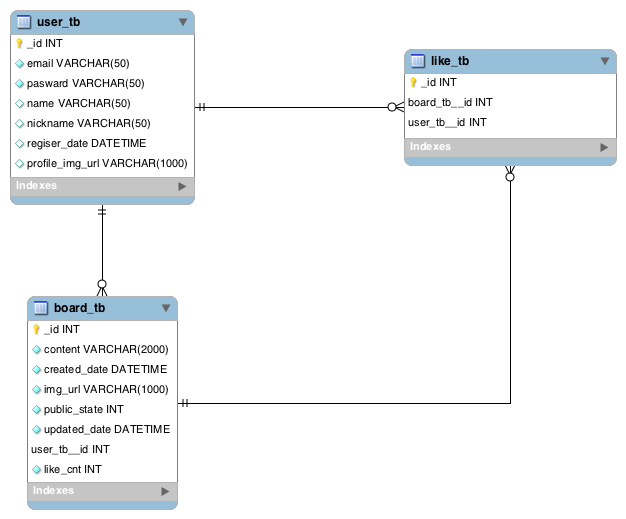 user_tb
_id INT
email VARCHAR(50)
pasward VARCHAR(50)
name VARCHAR(50)
nickname VARCHAR(50)
regiser_date DATETIME
profile_img_url VARCHAR(1000)
Indexes
like_tb
_id INT
board_tb__id INT
user_tb__id INT
Indexes
board_tb
_id INT
content VARCHAR(2000)
created_date DATETIME
img_url VARCHAR(1000)
public_state INT
updated_date DATETIME
user_tb__id INT
like_cnt INT
Indexes